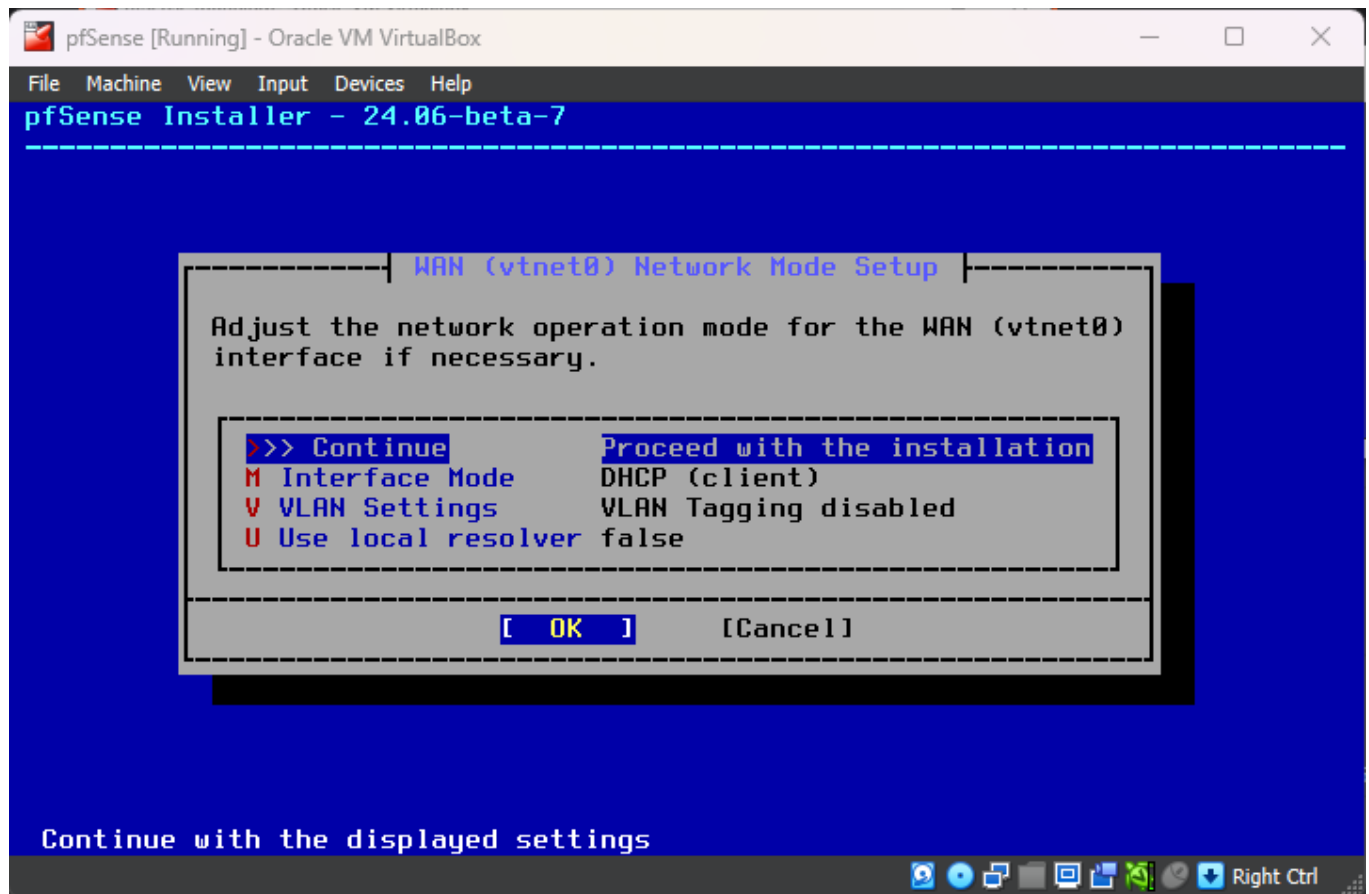 pfSense [Running] - Oracle VM VirtualBox
File Machine View Input Devices Help
pfSense Installer - 24.06-beta-7
WAN (vtnet0) Network Mode Setup
Adjust the network operation mode for the WAN (vtnet0)
interface if necessary.
>>> Continue Proceed with the installation
M Interface Mode DHCP (client)
V VLAN Settings VLAN Tagging disabled
U Use local resolver false
[ OK ] [Cancel]
Continue with the displayed settings
Right Ctrl